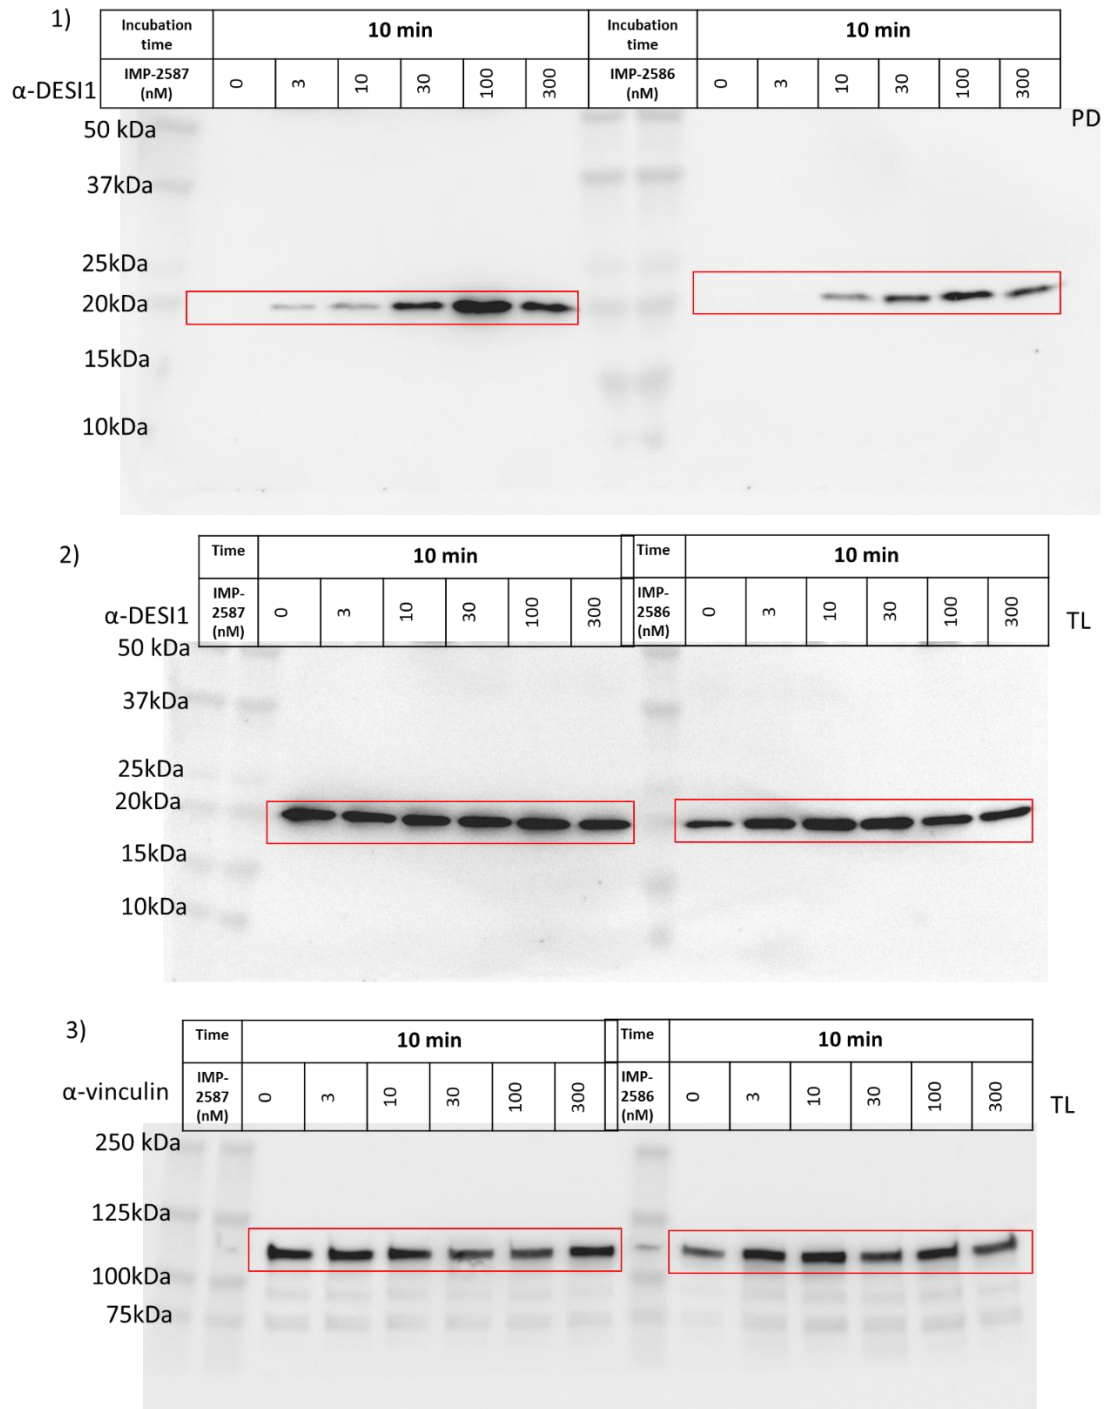 1)
Incubation time 10 min Incubation time 10 min
α-DESI1 IMP-2587 (nM) 0 3 10 30 100 300 IMP-2586 (nM) 0 3 10 30 100 300
PD
50 kDa
37kDa
25kDa
20kDa
15kDa
10kDa
2)
Time 10 min Time 10 min
α-DESI1 IMP-2587 (nM) 0 3 10 30 100 300 IMP-2586 (nM) 0 3 10 30 100 300 TL
50 kDa
37kDa
25kDa
20kDa
15kDa
10kDa
3)
Time 10 min Time 10 min
α-vinculin IMP-2587 (nM) 0 3 10 30 100 300 IMP-2586 (nM) 0 3 10 30 100 300 TL
250 kDa
125kDa
100kDa
75kDa